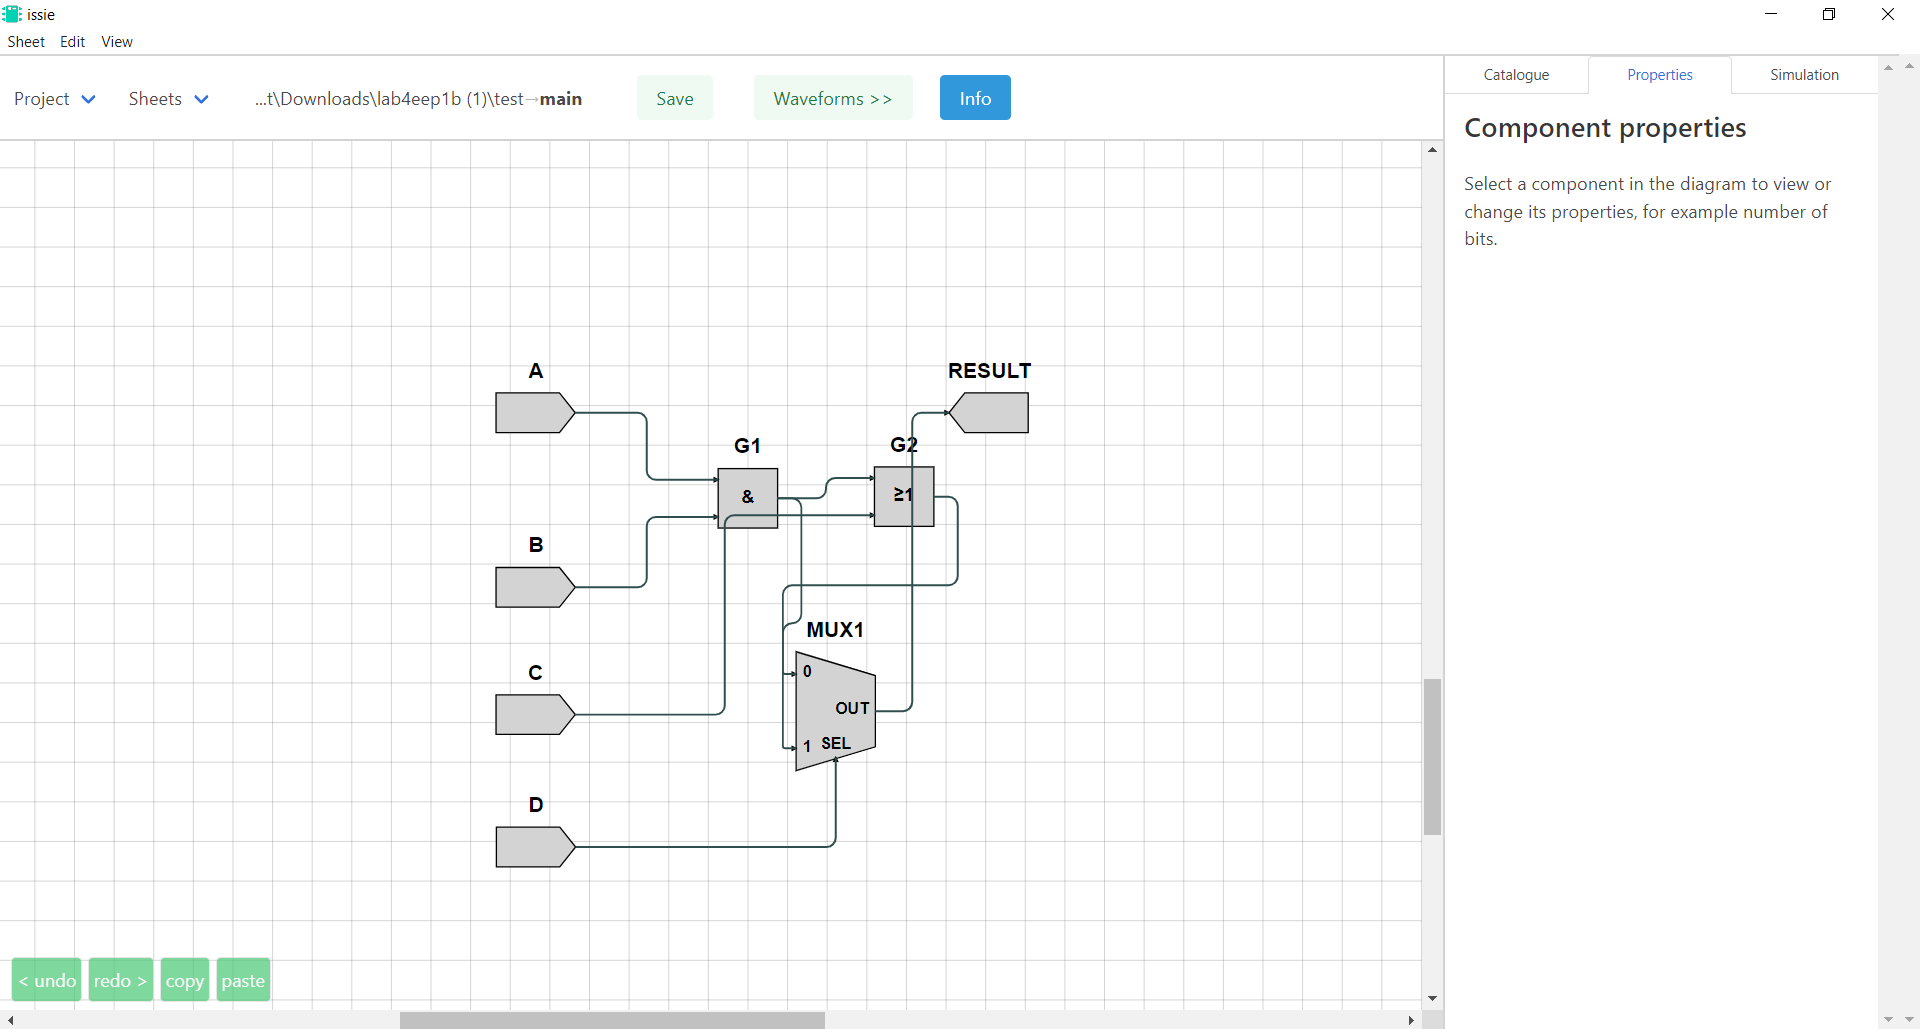 issie
Sheet Edit View
Project Sheets ...t\Downloads\lab4eep1b (1)\test→main Save Waveforms >> Info
Catalogue Properties Simulation
Component properties
Select a component in the diagram to view or
change its properties, for example number of
bits.
A
RESULT
G1
G2
&
≥1
B
MUX1
C
0
OUT
1 SEL
D
< undo redo > copy paste